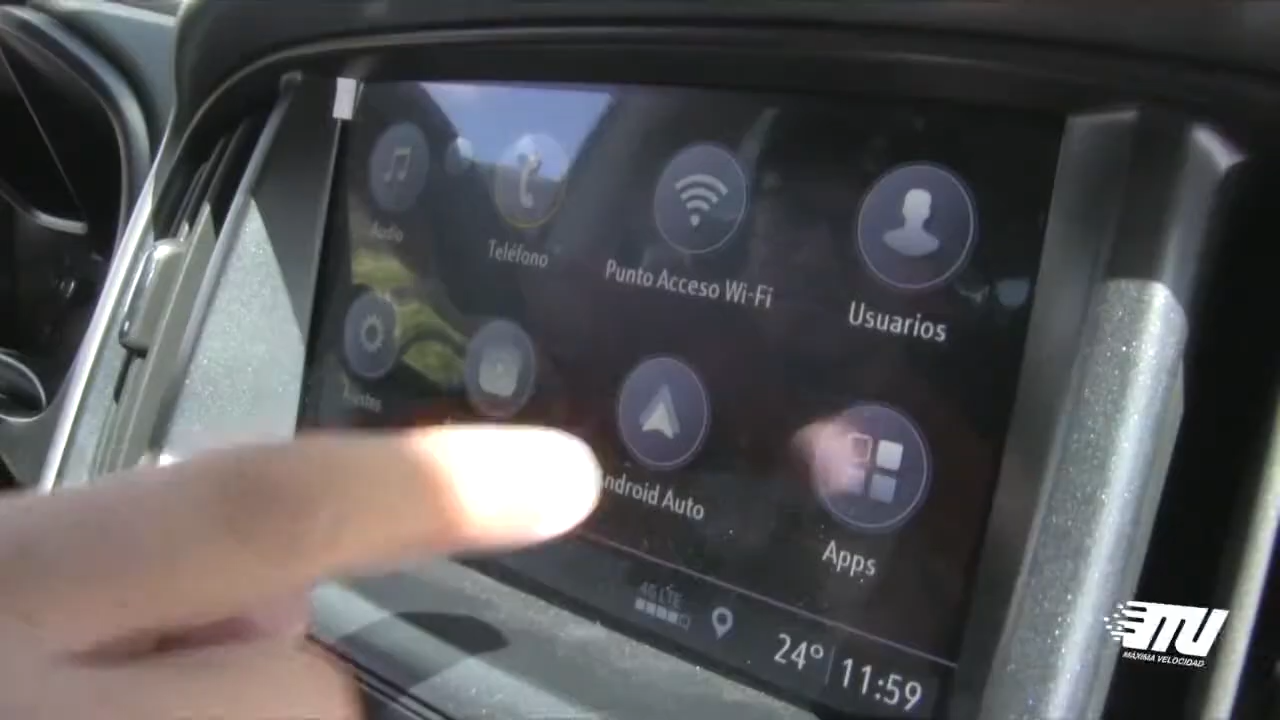 Audio
Teléfono
Punto Acceso Wi-Fi
Usuarios
Ajustes
Android Auto
Apps
4G LTE
24° 11:59
MÁXIMA VELOCIDAD